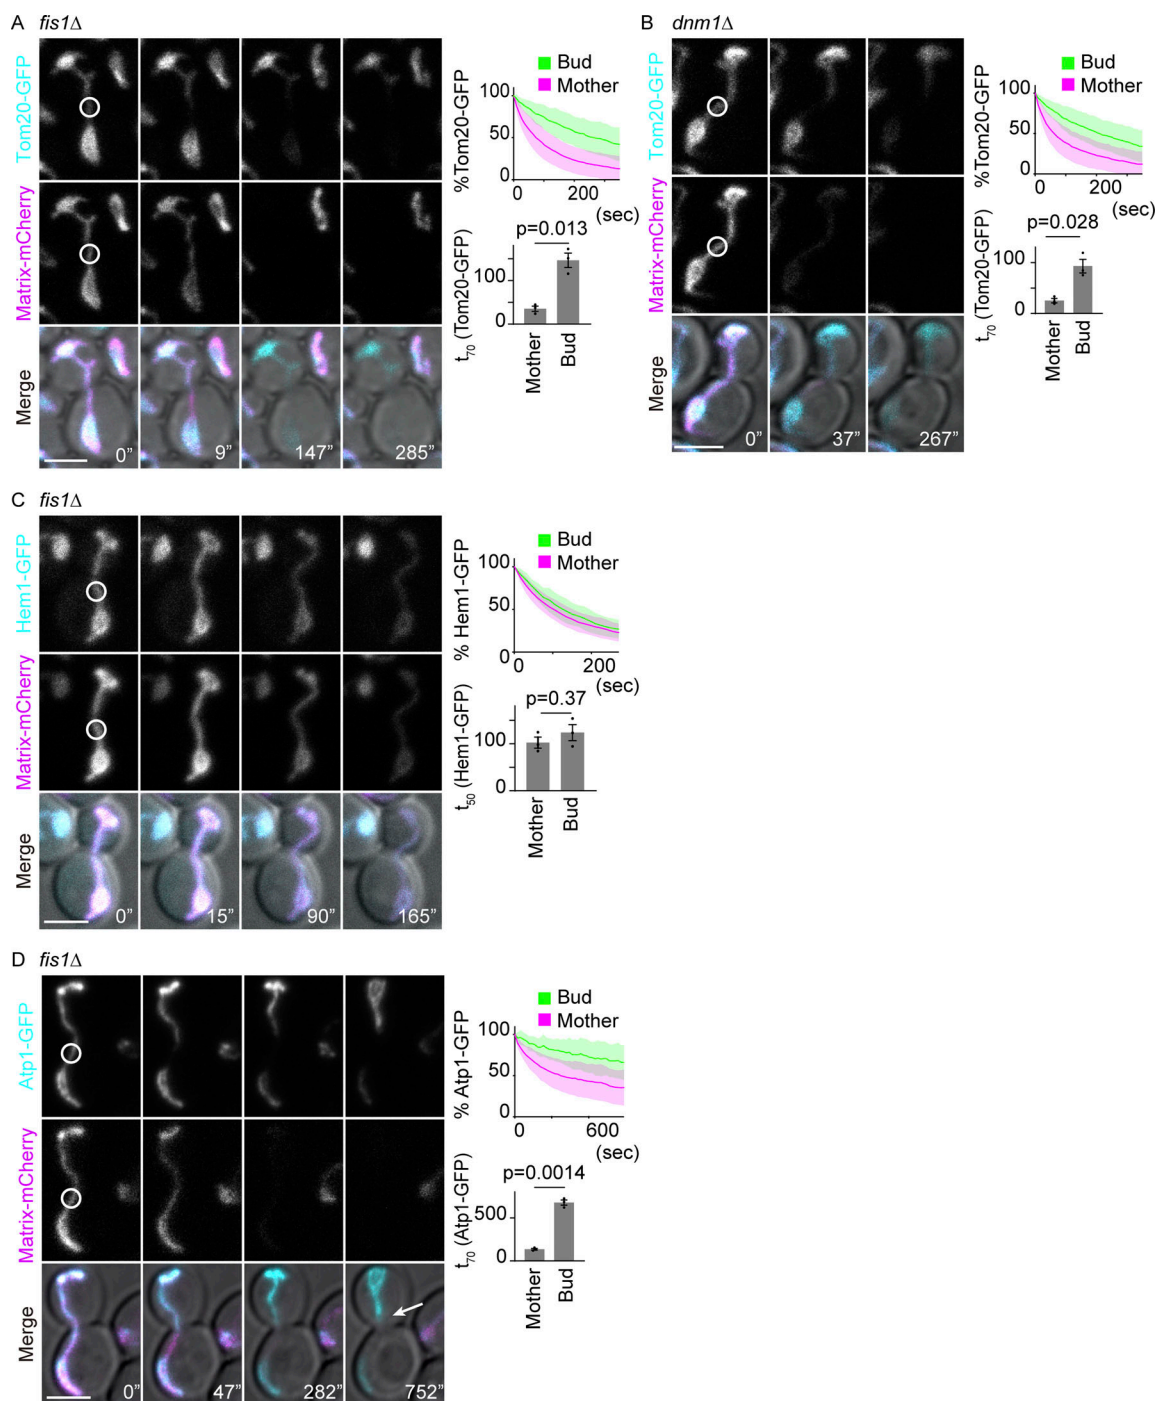 A fis1Δ
Tom20-GFP
Matrix-mCherry
Merge
0”
9”
147”
285”
Bud
Mother
%Tom20-GFP
100
50
0
200
(sec)
p=0.013
t70 (Tom20-GFP)
100
0
Mother
Bud
B dnm1Δ
Tom20-GFP
Matrix-mCherry
Merge
0”
37”
267”
Bud
Mother
%Tom20-GFP
100
50
0
200
(sec)
p=0.028
t70 (Tom20-GFP)
100
0
Mother
Bud
C fis1Δ
Hem1-GFP
Matrix-mCherry
Merge
0”
15”
90”
165”
Bud
Mother
% Hem1-GFP
100
50
0
200
(sec)
p=0.37
t50 (Hem1-GFP)
100
0
Mother
Bud
D fis1Δ
Atp1-GFP
Matrix-mCherry
Merge
0”
47”
282”
752”
Bud
Mother
% Atp1-GFP
100
50
0
0
600
(sec)
p=0.0014
t70 (Atp1-GFP)
500
0
Mother
Bud